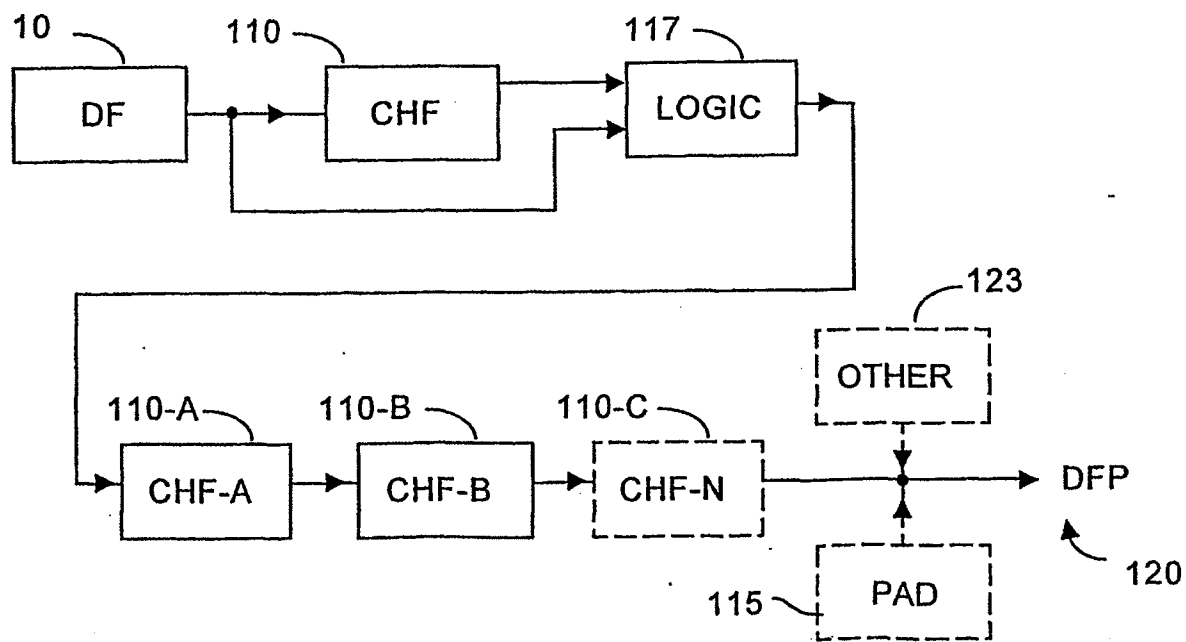 10
110
117
DF
CHF
LOGIC
123
OTHER
110-A
110-B
110-C
CHF-A
CHF-B
CHF-N
DFP
120
115
PAD